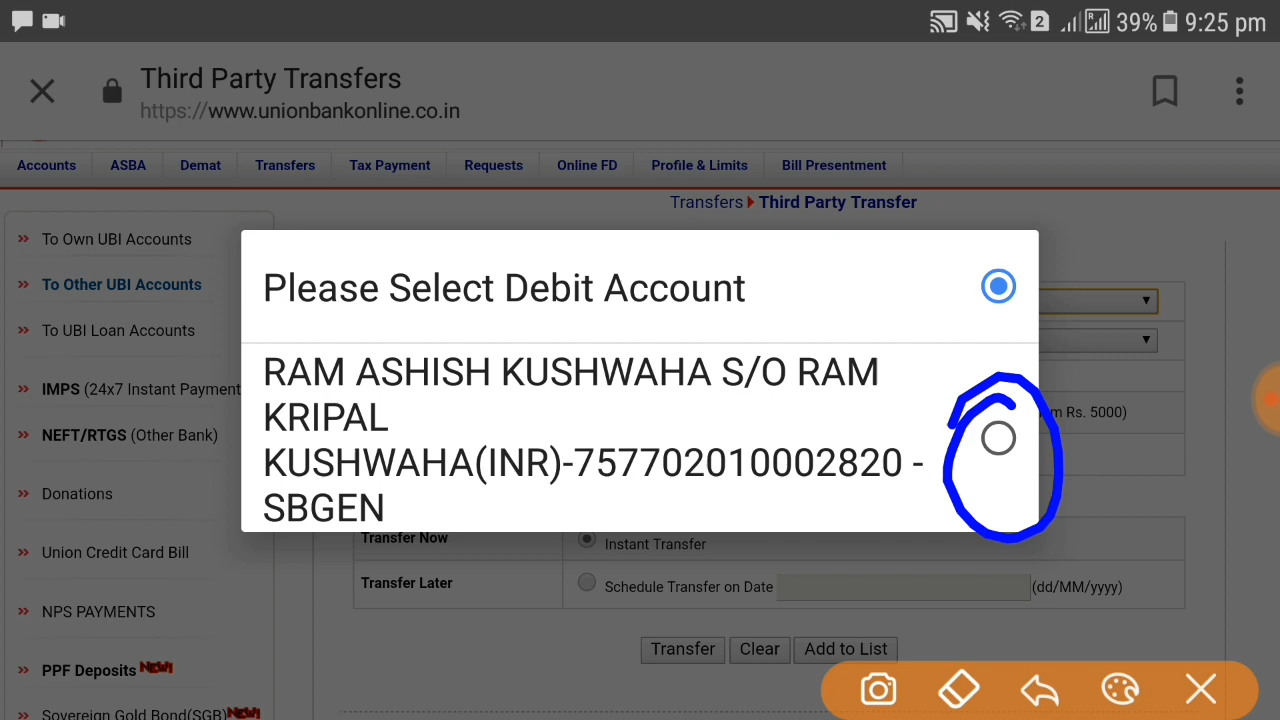 2 39% 9:25 pm
Third Party Transfers
https://www.unionbankonline.co.in
Accounts ASBA Demat Transfers Tax Payment Requests Online FD Profile & Limits Bill Presentment
Transfers Third Party Transfer
To Own UBI Accounts
To Other UBI Accounts
To UBI Loan Accounts
IMPS (24x7 Instant Payment
NEFT/RTGS (Other Bank)
Donations
Union Credit Card Bill
NPS PAYMENTS
PPF Deposits NEW!
Sovereign Gold Bond(SGB) NEW!
Please Select Debit Account
RAM ASHISH KUSHWAHA S/O RAM
KRIPAL
KUSHWAHA(INR)-757702010002820 -
SBGEN
Rs. 5000)
Transfer Now Instant Transfer
Transfer Later Schedule Transfer on Date (dd/MM/yyyy)
Transfer Clear Add to List